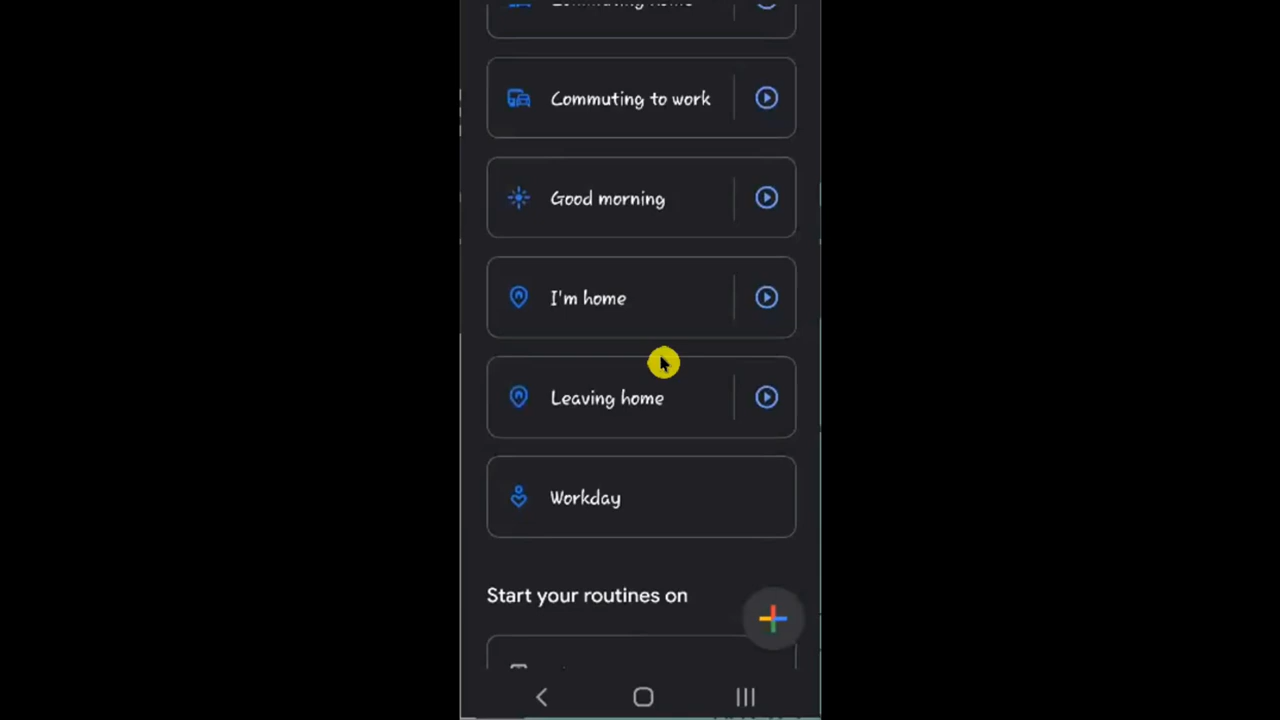 Commuting to work
Good morning
I'm home
Leaving home
Workday
Start your routines on